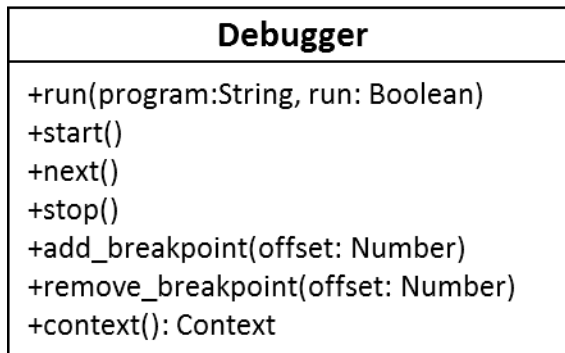 Debugger
+run(program:String, run: Boolean)
+start()
+next()
+stop()
+add_breakpoint(offset: Number)
+remove_breakpoint(offset: Number)
+context(): Context